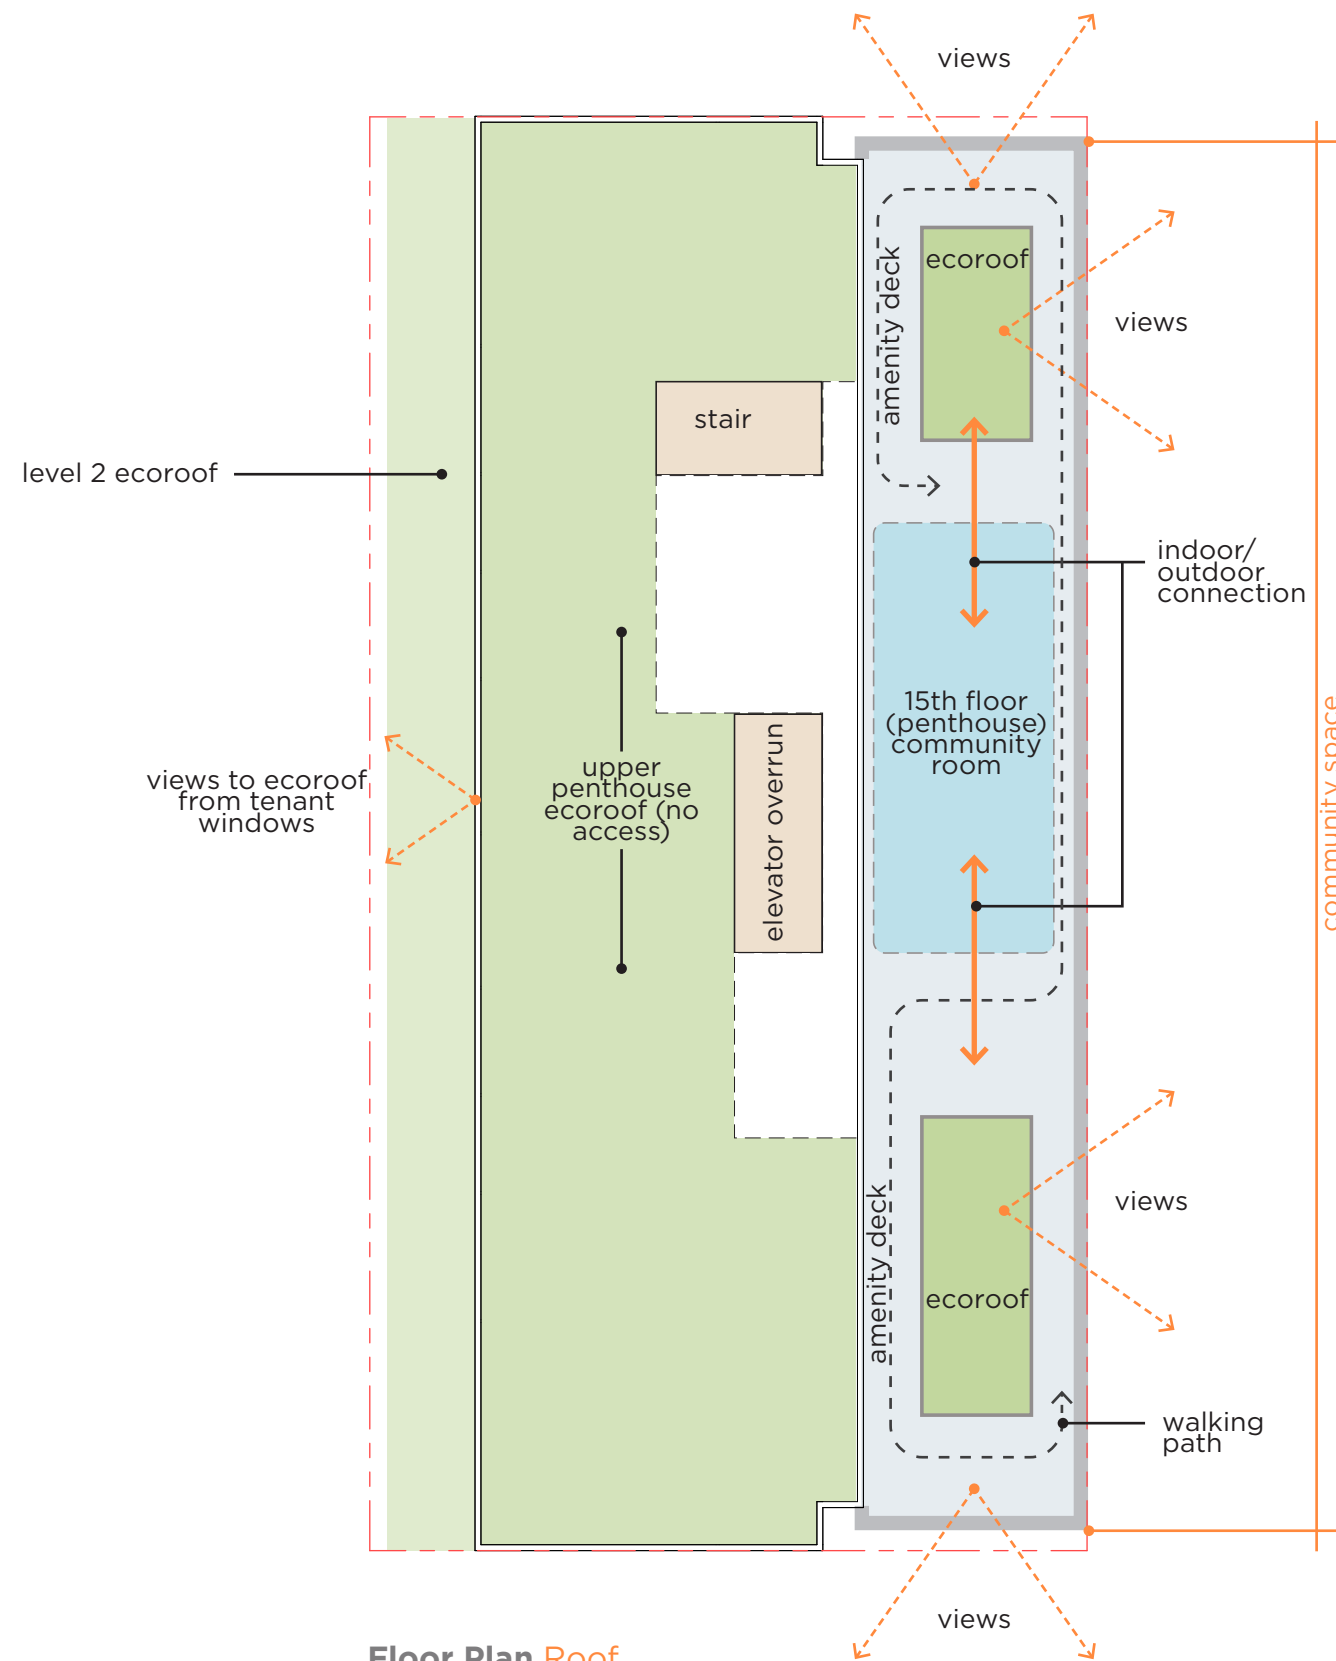 views
ecoroof
amenity deck
views
stair
level 2 ecoroof
indoor/
outdoor
connection
15th floor
(penthouse)
community
room
community space
elevator overrun
upper
penthouse
ecoroof (no
access)
views to ecoroof
from tenant
windows
amenity deck
views
ecoroof
walking
path
views
Floor Plan Roof